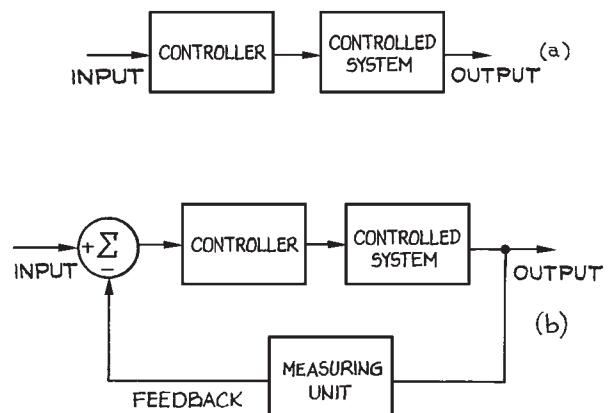 CONTROLLER
CONTROLLED
SYSTEM
(a)
INPUT
OUTPUT
+ Σ
−
CONTROLLER
CONTROLLED
SYSTEM
INPUT
OUTPUT
(b)
MEASURING
UNIT
FEEDBACK